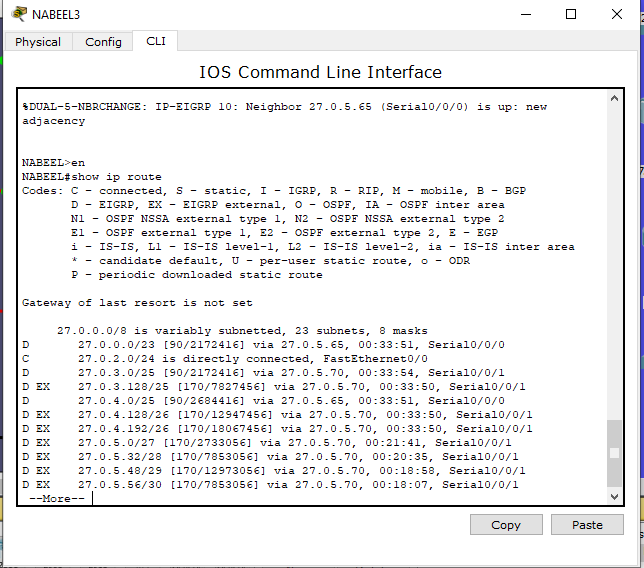 NABEEL3
Physical Config CLI
IOS Command Line Interface
%DUAL-5-NBRCHANGE: IP-EIGRP 10: Neighbor 27.0.5.65 (Serial0/0/0) is up: new
adjacency
NABEEL>en
NABEEL#show ip route
Codes: C - connected, S - static, I - IGRP, R - RIP, M - mobile, B - BGP
D - EIGRP, EX - EIGRP external, O - OSPF, IA - OSPF inter area
N1 - OSPF NSSA external type 1, N2 - OSPF NSSA external type 2
E1 - OSPF external type 1, E2 - OSPF external type 2, E - EGP
i - IS-IS, L1 - IS-IS level-1, L2 - IS-IS level-2, ia - IS-IS inter area
* - candidate default, U - per-user static route, o - ODR
P - periodic downloaded static route
Gateway of last resort is not set
27.0.0.0/8 is variably subnetted, 23 subnets, 8 masks
D 27.0.0.0/23 [90/2172416] via 27.0.5.65, 00:33:51, Serial0/0/0
C 27.0.2.0/24 is directly connected, FastEthernet0/0
D 27.0.3.0/25 [90/2172416] via 27.0.5.70, 00:33:54, Serial0/0/1
D EX 27.0.3.128/25 [170/7827456] via 27.0.5.70, 00:33:50, Serial0/0/1
D 27.0.4.0/25 [90/2684416] via 27.0.5.65, 00:33:51, Serial0/0/0
D EX 27.0.4.128/26 [170/12947456] via 27.0.5.70, 00:33:50, Serial0/0/1
D EX 27.0.4.192/26 [170/18067456] via 27.0.5.70, 00:33:50, Serial0/0/1
D EX 27.0.5.0/27 [170/2733056] via 27.0.5.70, 00:21:41, Serial0/0/1
D EX 27.0.5.32/28 [170/7853056] via 27.0.5.70, 00:20:35, Serial0/0/1
D EX 27.0.5.48/29 [170/12973056] via 27.0.5.70, 00:18:58, Serial0/0/1
D EX 27.0.5.56/30 [170/7853056] via 27.0.5.70, 00:18:07, Serial0/0/1
--More--
Copy Paste